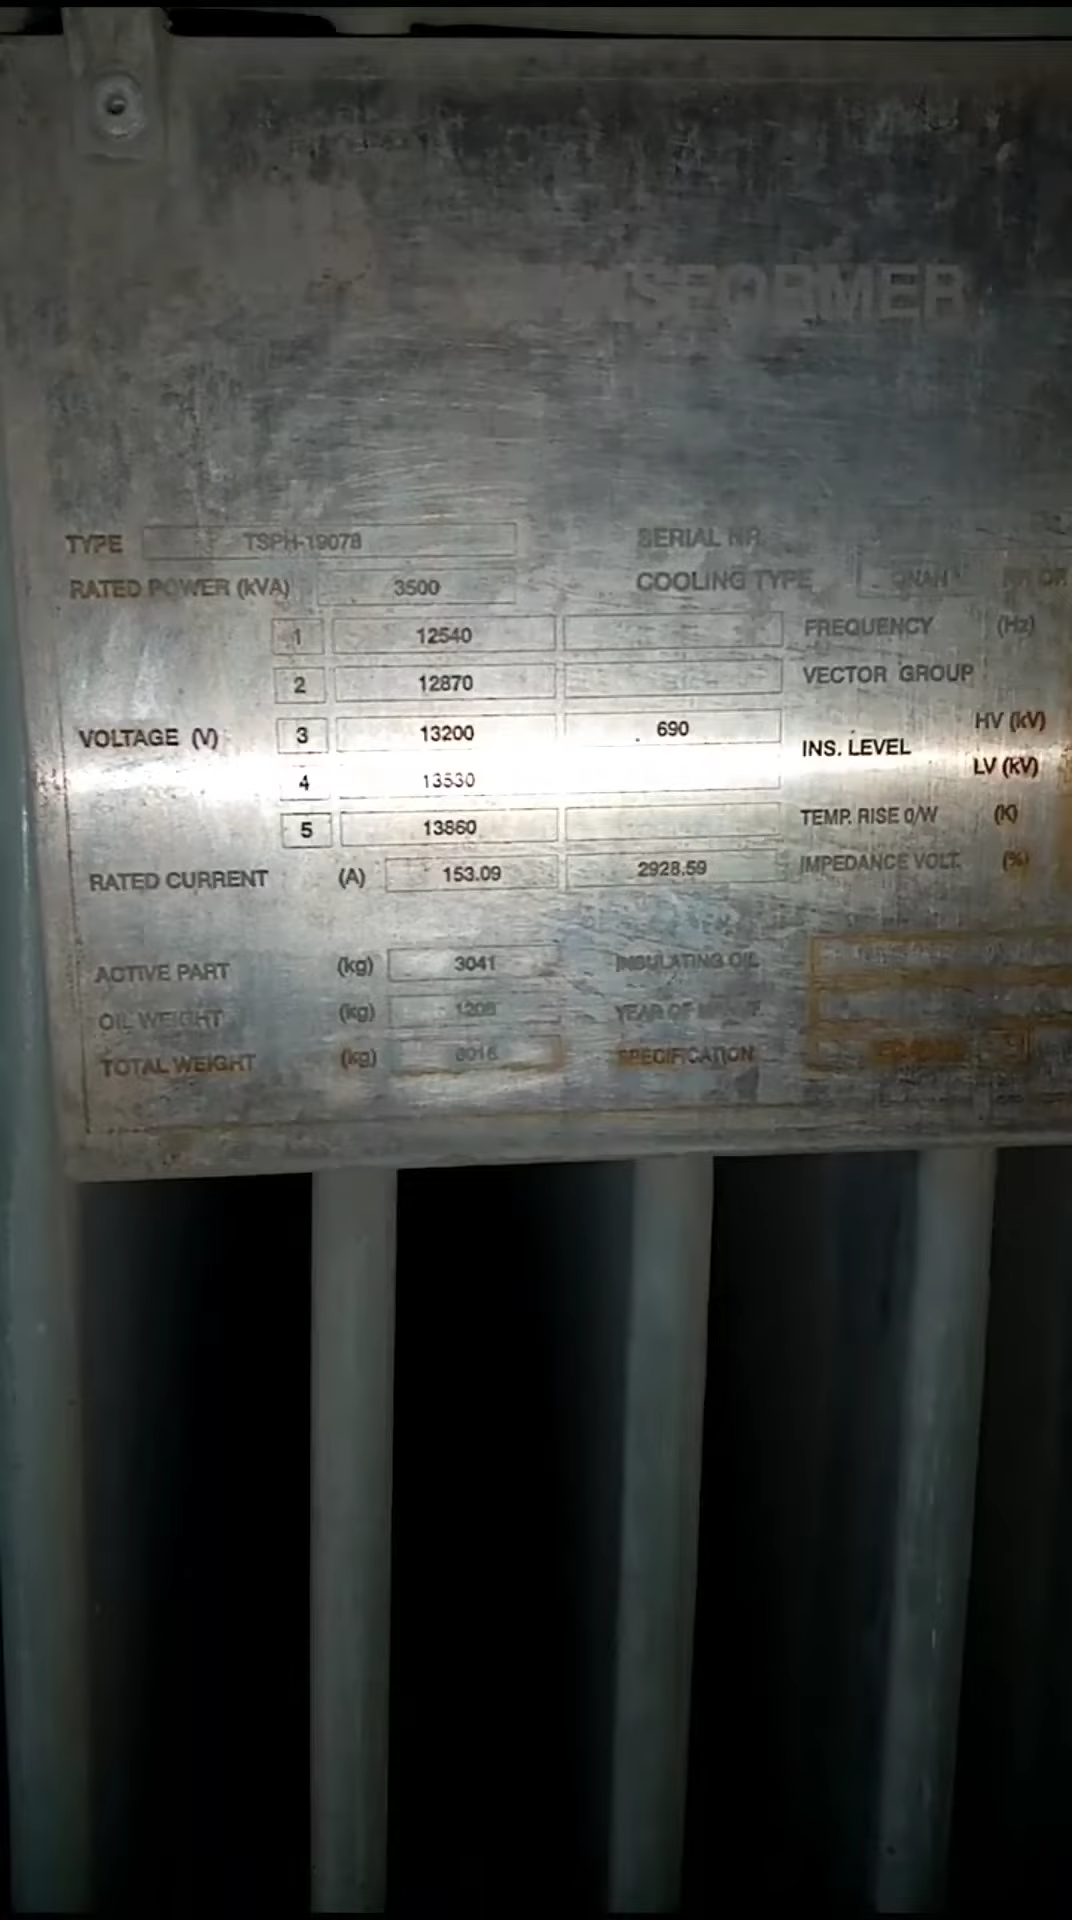 TRANSFORMER
TYPE TSPH-19078 SERIAL NR
RATED POWER (kVA) 3500 COOLING TYPE ONAN
1 12540 FREQUENCY (Hz)
2 12870 VECTOR GROUP
VOLTAGE (V) 3 13200 690 INS. LEVEL HV (kV)
4 13530 LV (kV)
5 13860 TEMP. RISE O/W (K)
RATED CURRENT (A) 153.09 2928.59 IMPEDANCE VOLT. (%)
ACTIVE PART (kg) 3041 INSULATING OIL
OIL WEIGHT (kg) YEAR OF
TOTAL WEIGHT (kg) SPECIFICATION